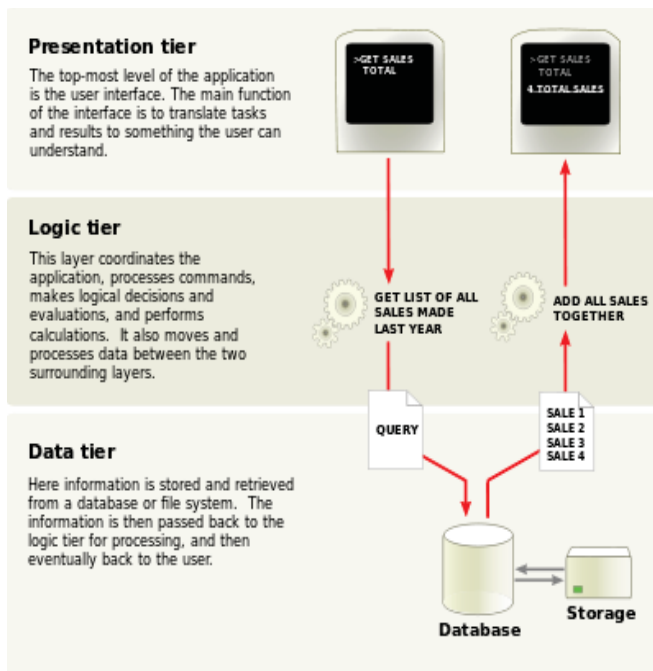 Presentation tier
The top-most level of the application
is the user interface. The main function
of the interface is to translate tasks
and results to something the user can
understand.
>GET SALES
TOTAL
>GET SALES
TOTAL
4 TOTAL SALES
Logic tier
This layer coordinates the
application, processes commands,
makes logical decisions and
evaluations, and performs
calculations. It also moves and
processes data between the two
surrounding layers.
GET LIST OF ALL
SALES MADE
LAST YEAR
ADD ALL SALES
TOGETHER
QUERY
SALE 1
SALE 2
SALE 3
SALE 4
Data tier
Here information is stored and retrieved
from a database or file system. The
information is then passed back to the
logic tier for processing, and then
eventually back to the user.
Database
Storage